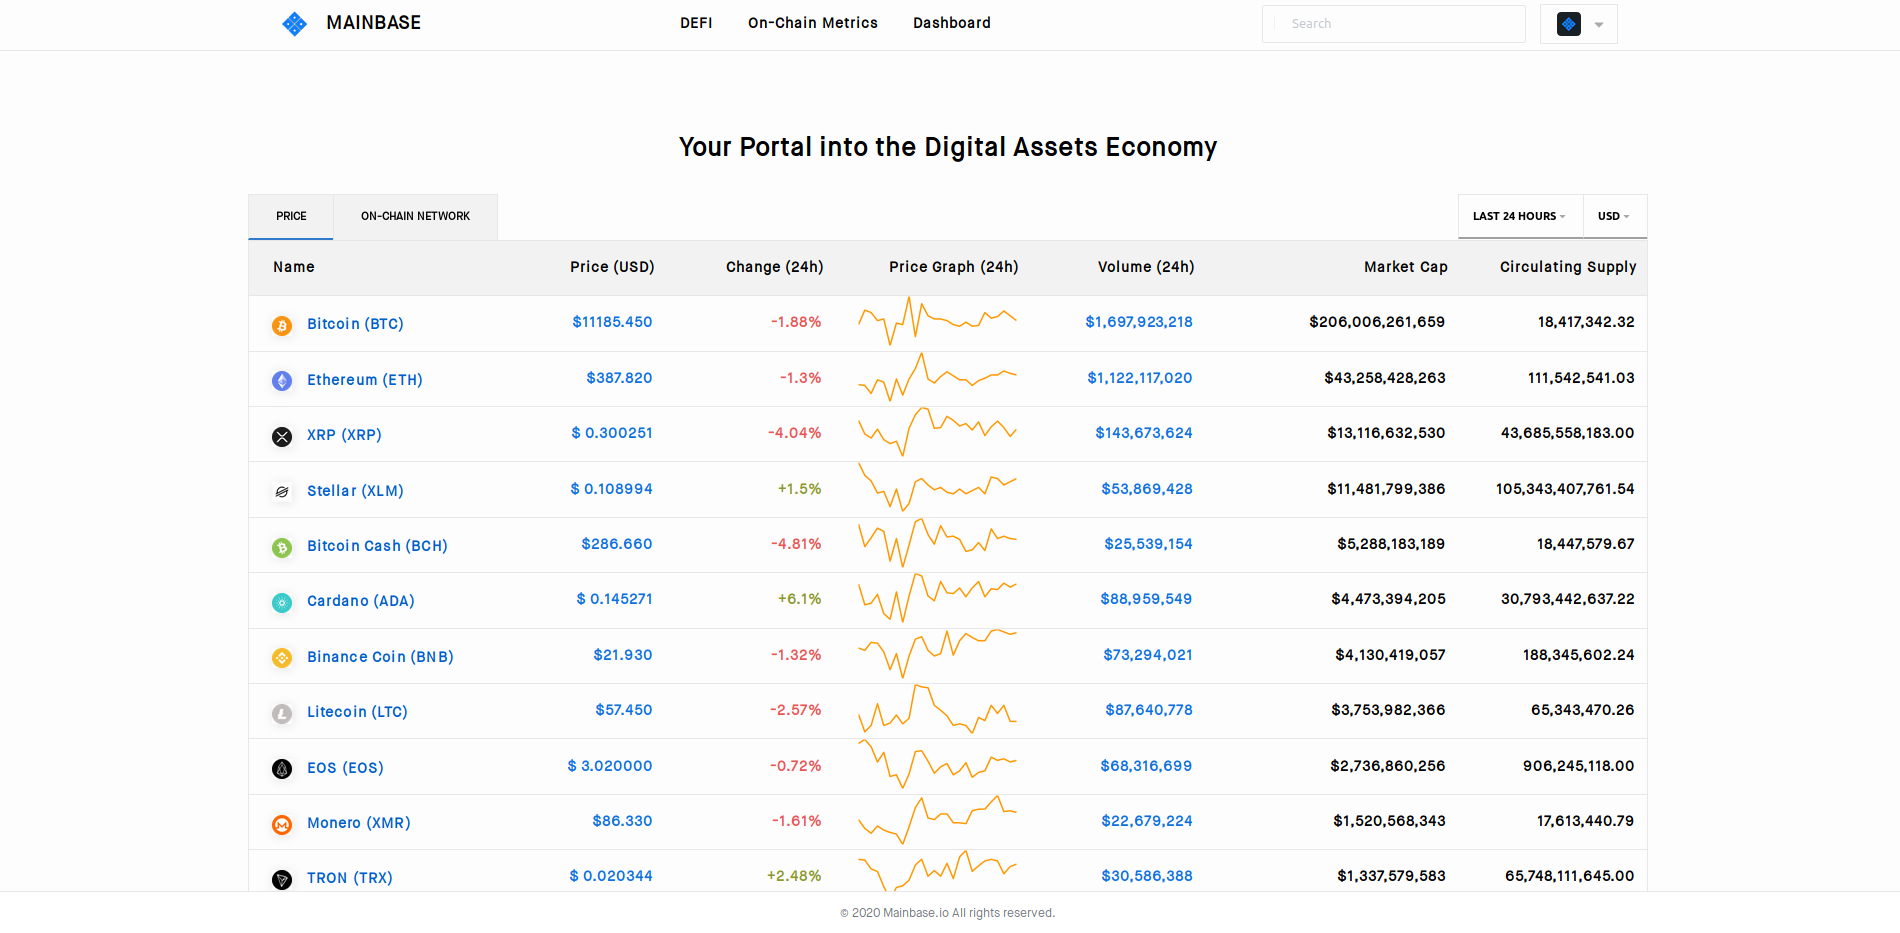 MAINBASE DEFI On-Chain Metrics Dashboard Search
Your Portal into the Digital Assets Economy
PRICE ON-CHAIN NETWORK LAST 24 HOURS USD
Name Price (USD) Change (24h) Price Graph (24h) Volume (24h) Market Cap Circulating Supply
Bitcoin (BTC) $11185.450 -1.88% $1,697,923,218 $206,006,261,659 18,417,342.32
Ethereum (ETH) $387.820 -1.3% $1,122,117,020 $43,258,428,263 111,542,541.03
XRP (XRP) $ 0.300251 -4.04% $143,673,624 $13,116,632,530 43,685,558,183.00
Stellar (XLM) $ 0.108994 +1.5% $53,869,428 $11,481,799,386 105,343,407,761.54
Bitcoin Cash (BCH) $286.660 -4.81% $25,539,154 $5,288,183,189 18,447,579.67
Cardano (ADA) $ 0.145271 +6.1% $88,959,549 $4,473,394,205 30,793,442,637.22
Binance Coin (BNB) $21.930 -1.32% $73,294,021 $4,130,419,057 188,345,602.24
Litecoin (LTC) $57.450 -2.57% $87,640,778 $3,753,982,366 65,343,470.26
EOS (EOS) $ 3.020000 -0.72% $68,316,699 $2,736,860,256 906,245,118.00
Monero (XMR) $86.330 -1.61% $22,679,224 $1,520,568,343 17,613,440.79
TRON (TRX) $ 0.020344 +2.48% $30,586,388 $1,337,579,583 65,748,111,645.00
© 2020 Mainbase.io All rights reserved.